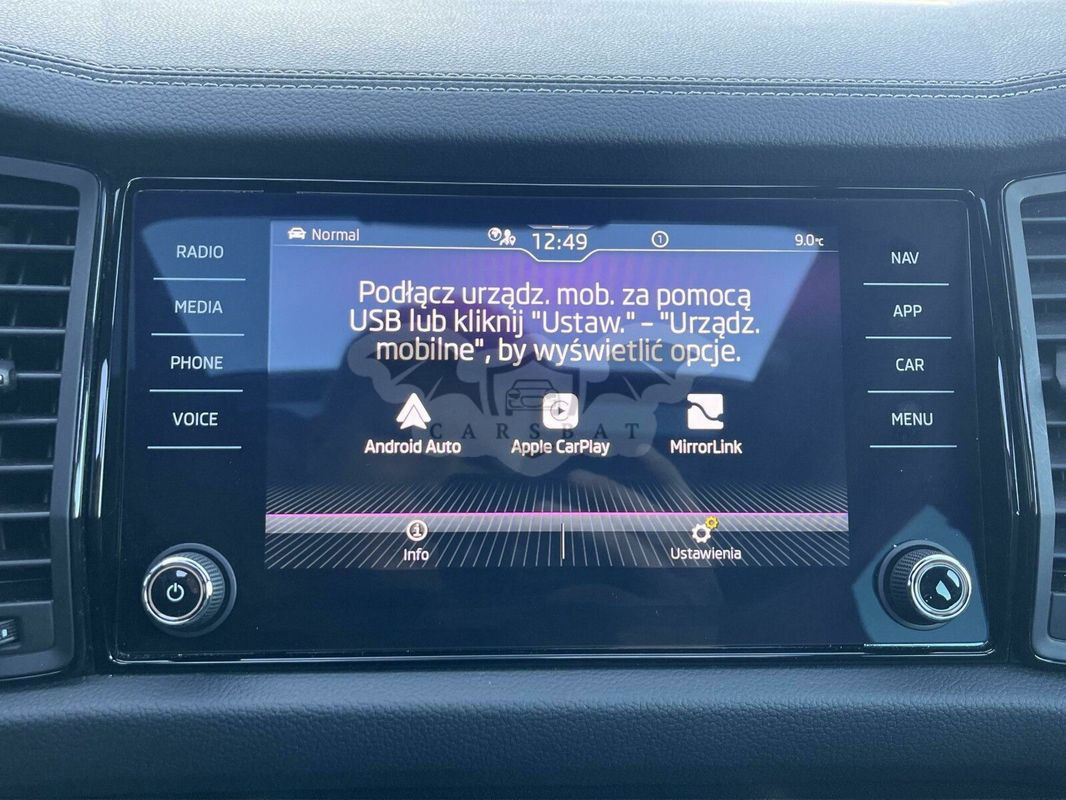 Normal 12:49 1 9.0°C
RADIO
MEDIA
PHONE
VOICE
Podłącz urządz. mob. za pomocą
USB lub kliknij "Ustaw." - "Urządz.
mobilne", by wyświetlić opcje.
CARSBAT
Android Auto Apple CarPlay MirrorLink
Info Ustawienia
NAV
APP
CAR
MENU